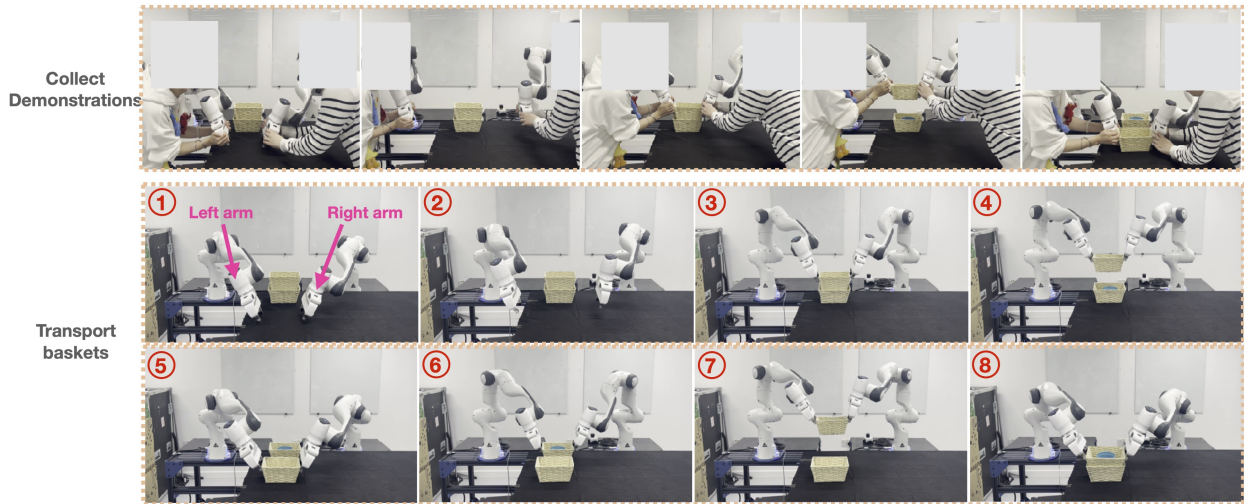 Collect
Demonstrations
① ② ③ ④
Left arm Right arm
Transport
baskets
⑤ ⑥ ⑦ ⑧